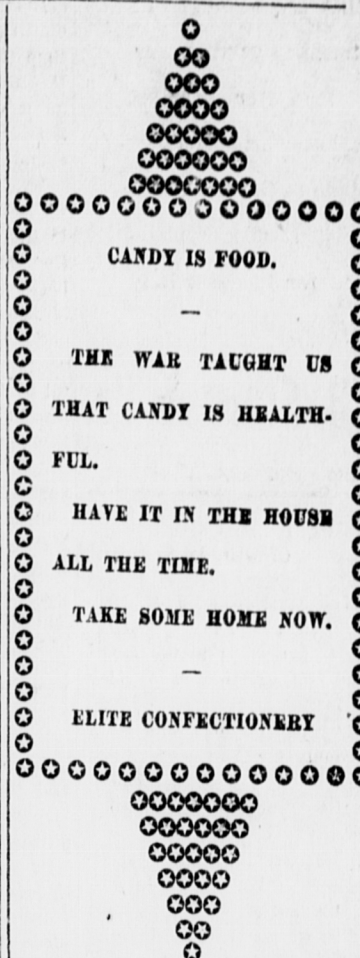 CANDY IS FOOD.
—
THE WAR TAUGHT US
THAT CANDY IS HEALTH-
FUL.
HAVE IT IN THE HOUSE
ALL THE TIME.
TAKE SOME HOME NOW.
—
ELITE CONFECTIONERY